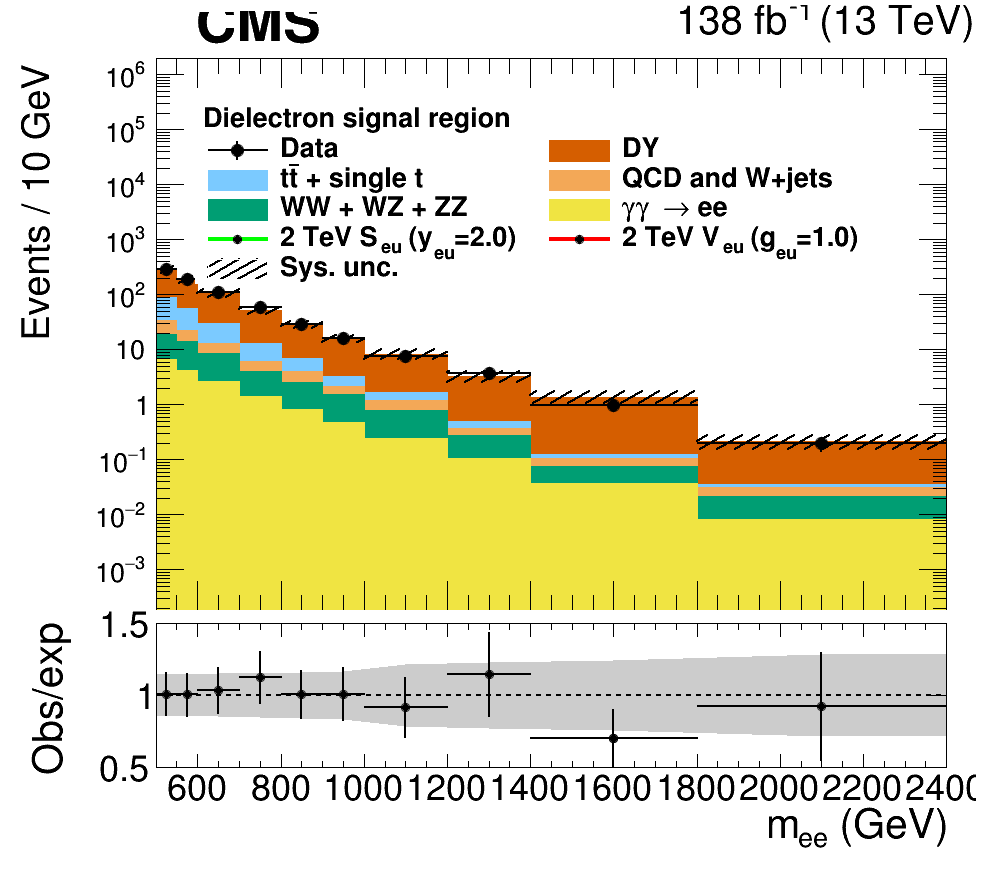 CMS 138 fb⁻¹ (13 TeV)
Events / 10 GeV
10⁶
10⁵
10⁴
10³
10²
10
1
10⁻¹
10⁻²
10⁻³
Dielectron signal region
Data DY
tt̄ + single t QCD and W+jets
WW + WZ + ZZ γγ → ee
2 TeV S_eu (y_eu=2.0) 2 TeV V_eu (g_eu=1.0)
Sys. unc.
Obs/exp
1.5
1
0.5
600 800 1000 1200 1400 1600 1800 2000 2200 2400
m_ee (GeV)